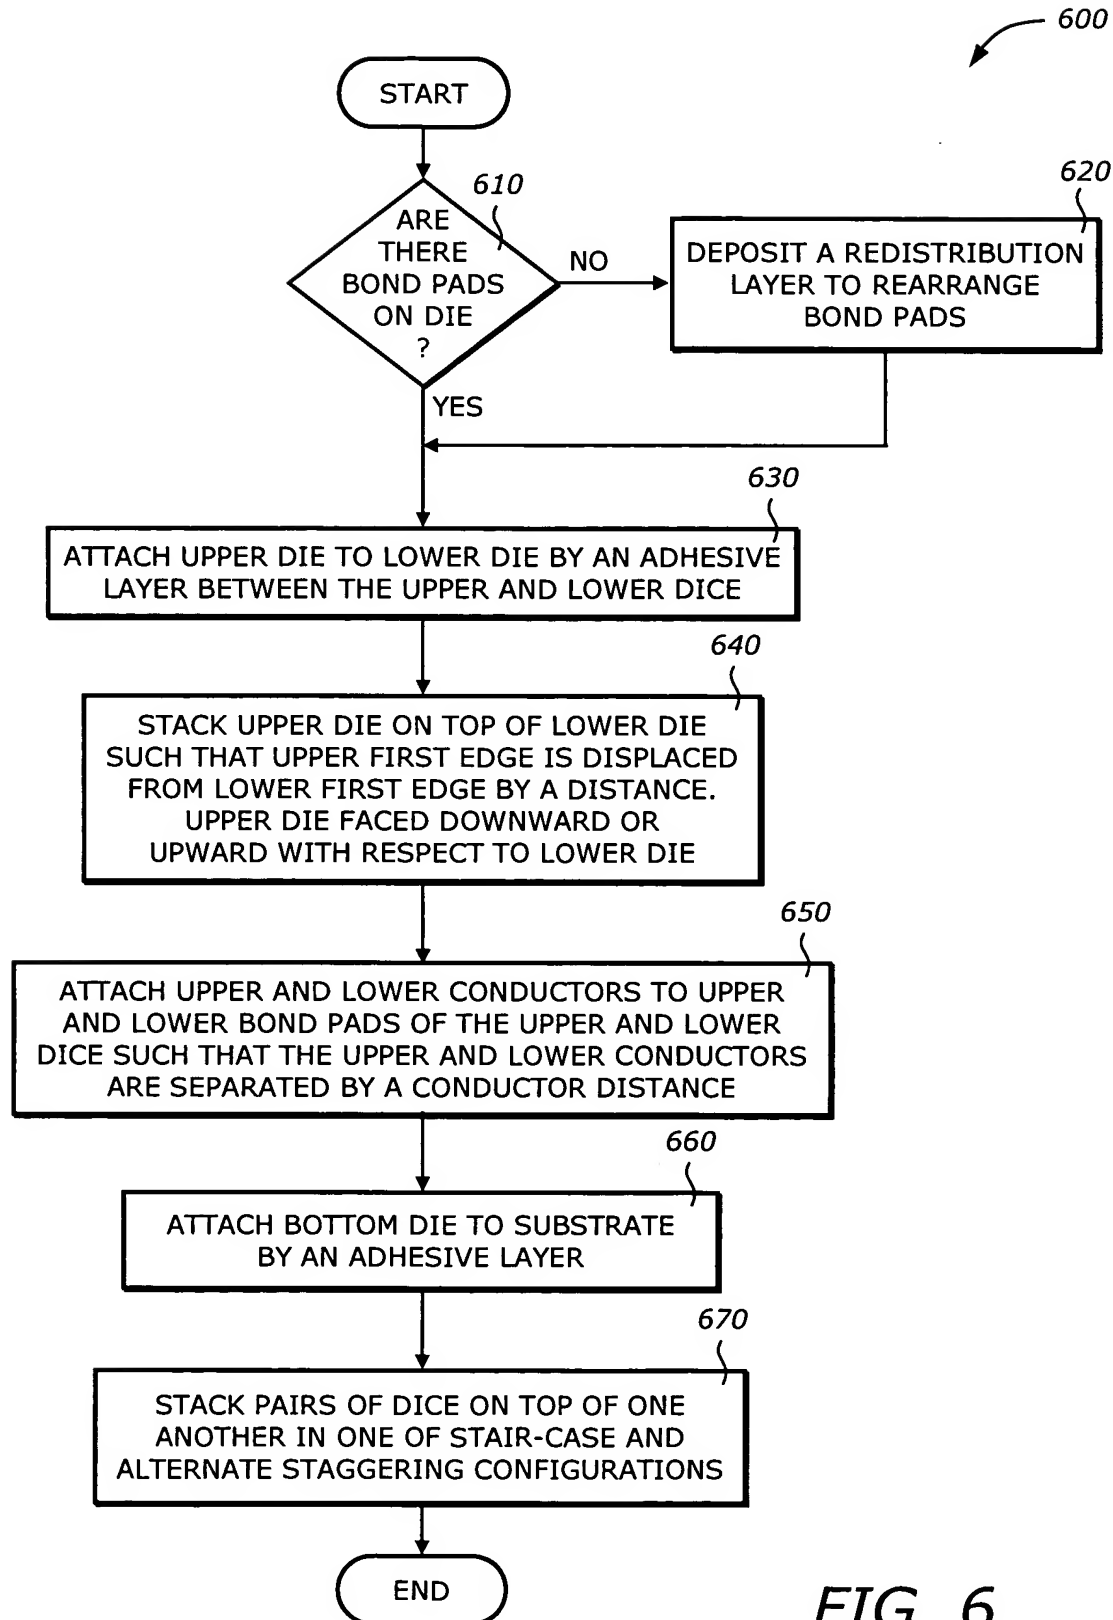 600
START
610
ARE
THERE
BOND PADS
ON DIE
?
NO
620
DEPOSIT A REDISTRIBUTION
LAYER TO REARRANGE
BOND PADS
YES
630
ATTACH UPPER DIE TO LOWER DIE BY AN ADHESIVE
LAYER BETWEEN THE UPPER AND LOWER DICE
640
STACK UPPER DIE ON TOP OF LOWER DIE
SUCH THAT UPPER FIRST EDGE IS DISPLACED
FROM LOWER FIRST EDGE BY A DISTANCE.
UPPER DIE FACED DOWNWARD OR
UPWARD WITH RESPECT TO LOWER DIE
650
ATTACH UPPER AND LOWER CONDUCTORS TO UPPER
AND LOWER BOND PADS OF THE UPPER AND LOWER
DICE SUCH THAT THE UPPER AND LOWER CONDUCTORS
ARE SEPARATED BY A CONDUCTOR DISTANCE
660
ATTACH BOTTOM DIE TO SUBSTRATE
BY AN ADHESIVE LAYER
670
STACK PAIRS OF DICE ON TOP OF ONE
ANOTHER IN ONE OF STAIR-CASE AND
ALTERNATE STAGGERING CONFIGURATIONS
END
FIG. 6